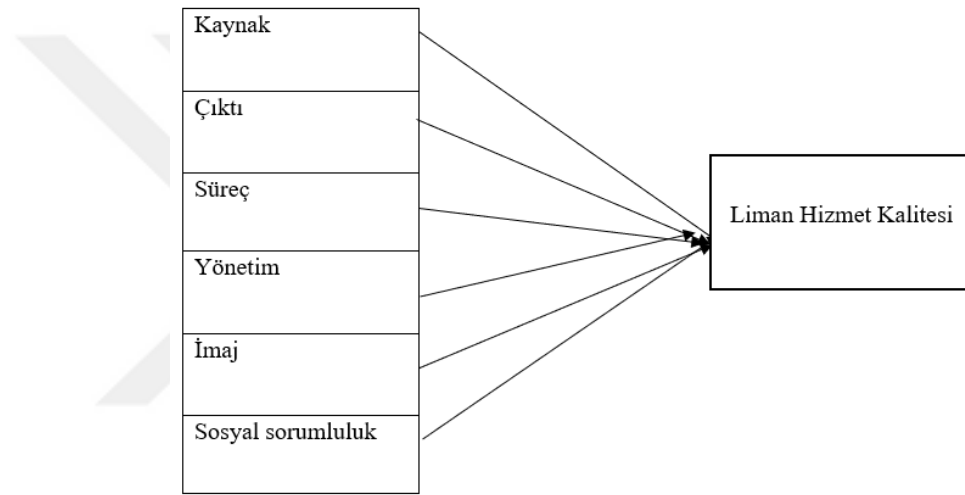 Kaynak
Çıktı
Süreç
Yönetim
İmaj
Sosyal sorumluluk
Liman Hizmet Kalitesi